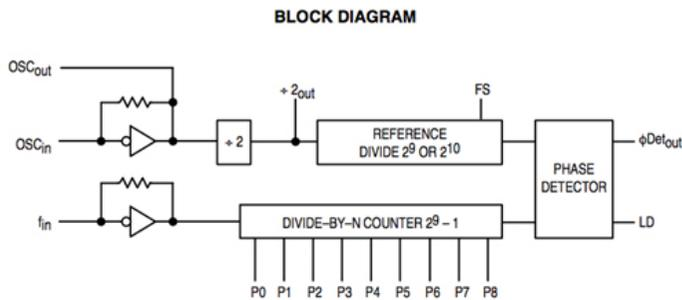 BLOCK DIAGRAM
OSCout
÷ 2out
FS
OSCin
÷ 2
REFERENCE
DIVIDE 2⁹ OR 2¹⁰
PHASE
DETECTOR
ϕDetout
fin
DIVIDE–BY–N COUNTER 2⁹ – 1
LD
P0 P1 P2 P3 P4 P5 P6 P7 P8